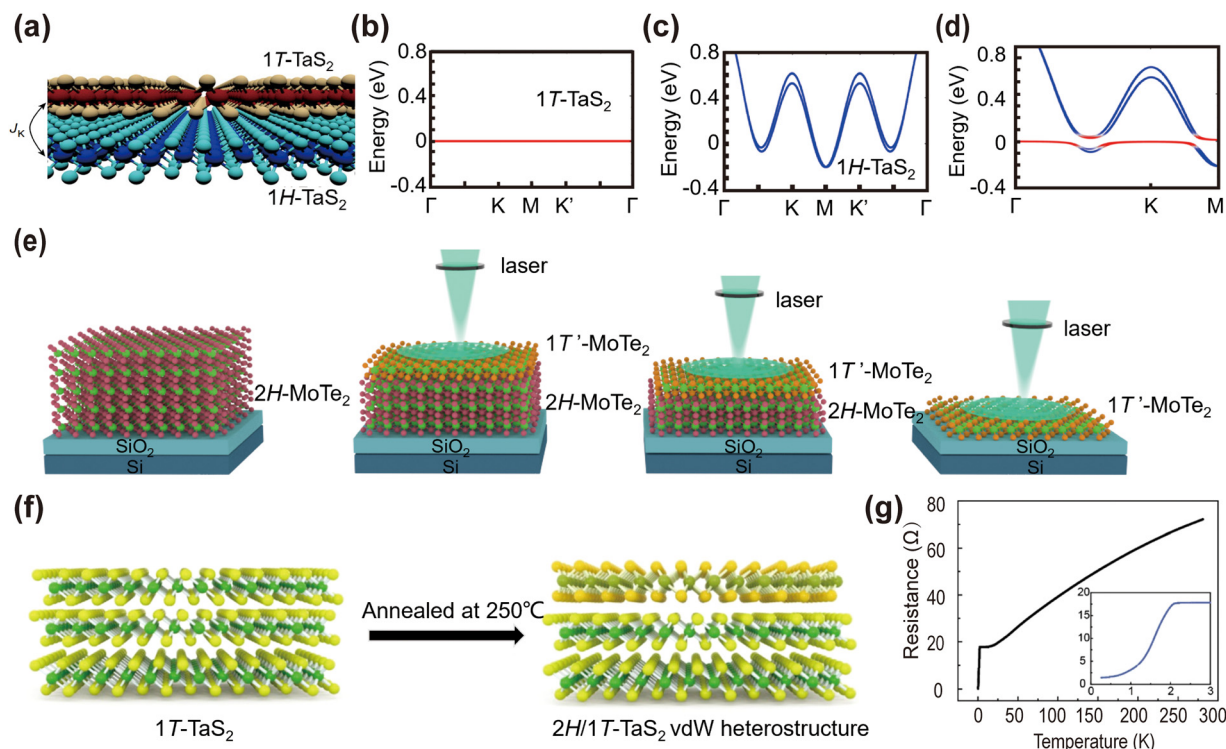 (a)
1T-TaS₂
J_K
1H-TaS₂
(b)
Energy (eV)
0.8
0.4
0
-0.4
1T-TaS₂
Γ K M K' Γ
(c)
Energy (eV)
0.8
0.4
0
-0.4
1H-TaS₂
Γ K M K' Γ
(d)
Energy (eV)
0.8
0.4
0
-0.4
Γ K M
(e)
2H-MoTe₂
SiO₂
Si
laser
1T'-MoTe₂
2H-MoTe₂
SiO₂
Si
laser
1T'-MoTe₂
2H-MoTe₂
SiO₂
Si
laser
1T'-MoTe₂
SiO₂
Si
(f)
1T-TaS₂
Annealed at 250℃
2H/1T-TaS₂ vdW heterostructure
(g)
Resistance (Ω)
80
60
40
20
0
20
15
10
5
0
0 1 2 3
0 50 100 150 200 250 300
Temperature (K)